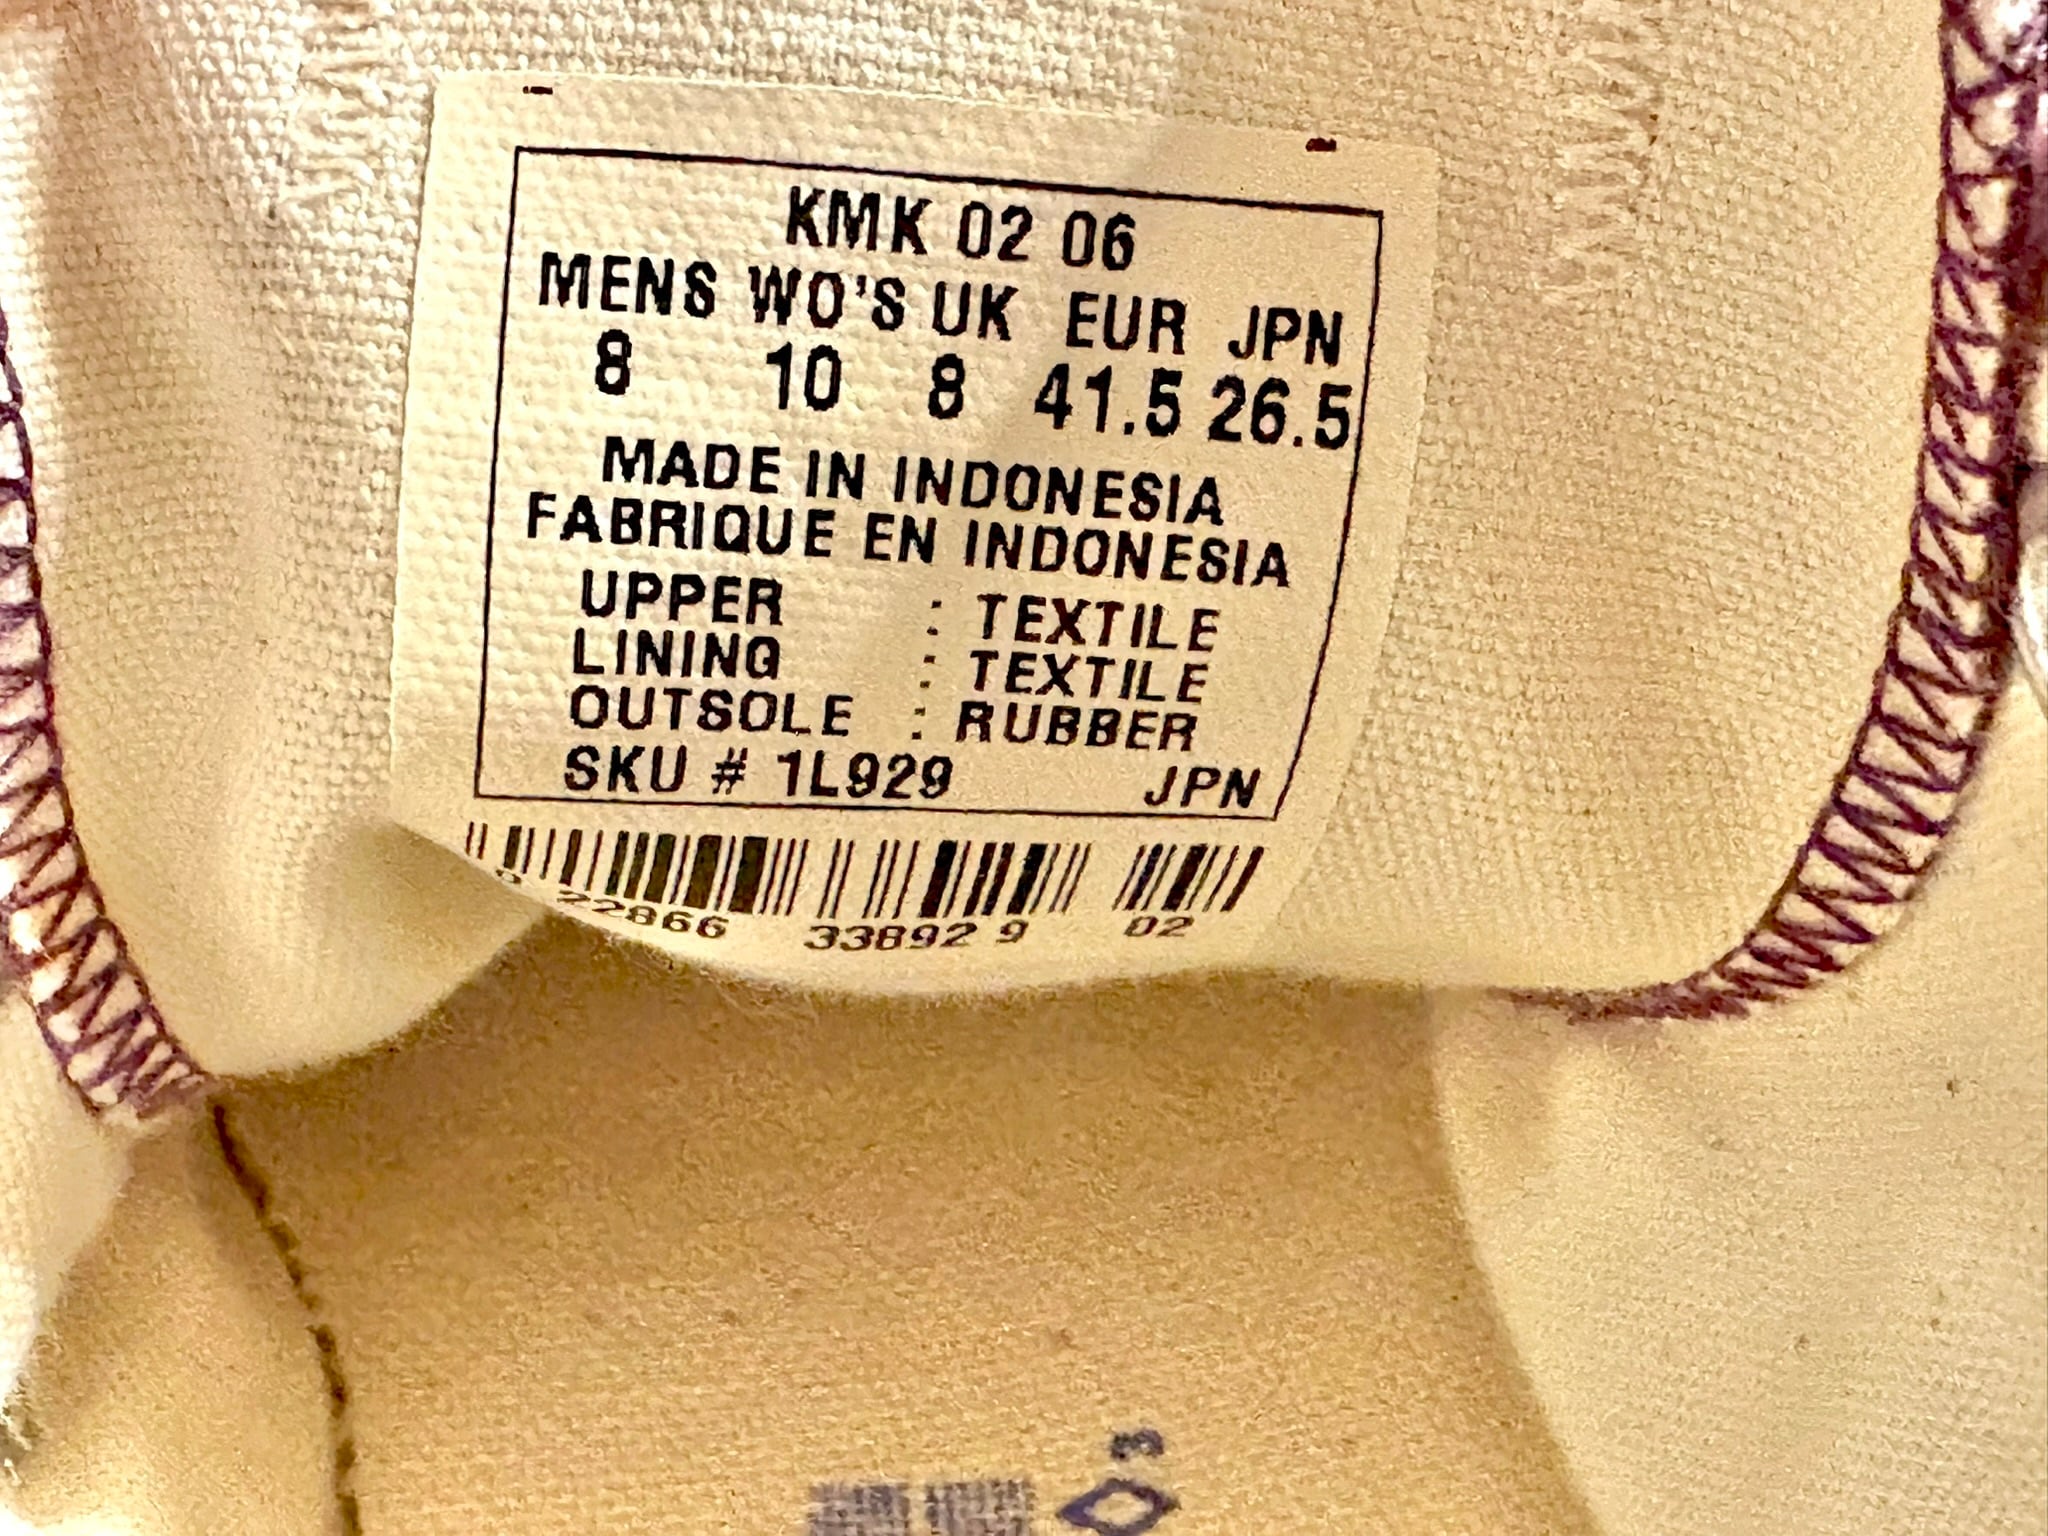 KMK 02 06
MENS WO'S UK EUR JPN
8 10 8 41.5 26.5
MADE IN INDONESIA
FABRIQUE EN INDONESIA
UPPER : TEXTILE
LINING : TEXTILE
OUTSOLE : RUBBER
SKU # 1L929 JPN
0 22866 33892 9 02